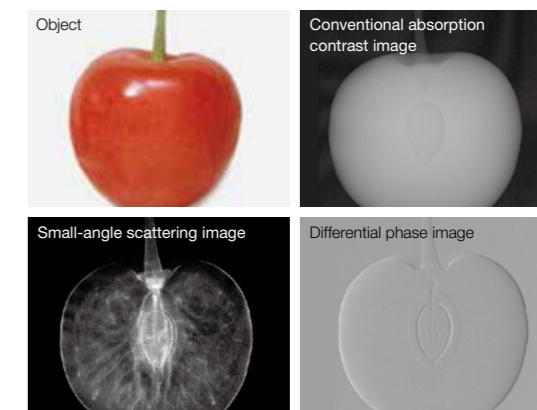 Object
Conventional absorption
contrast image
Small-angle scattering image
Differential phase image